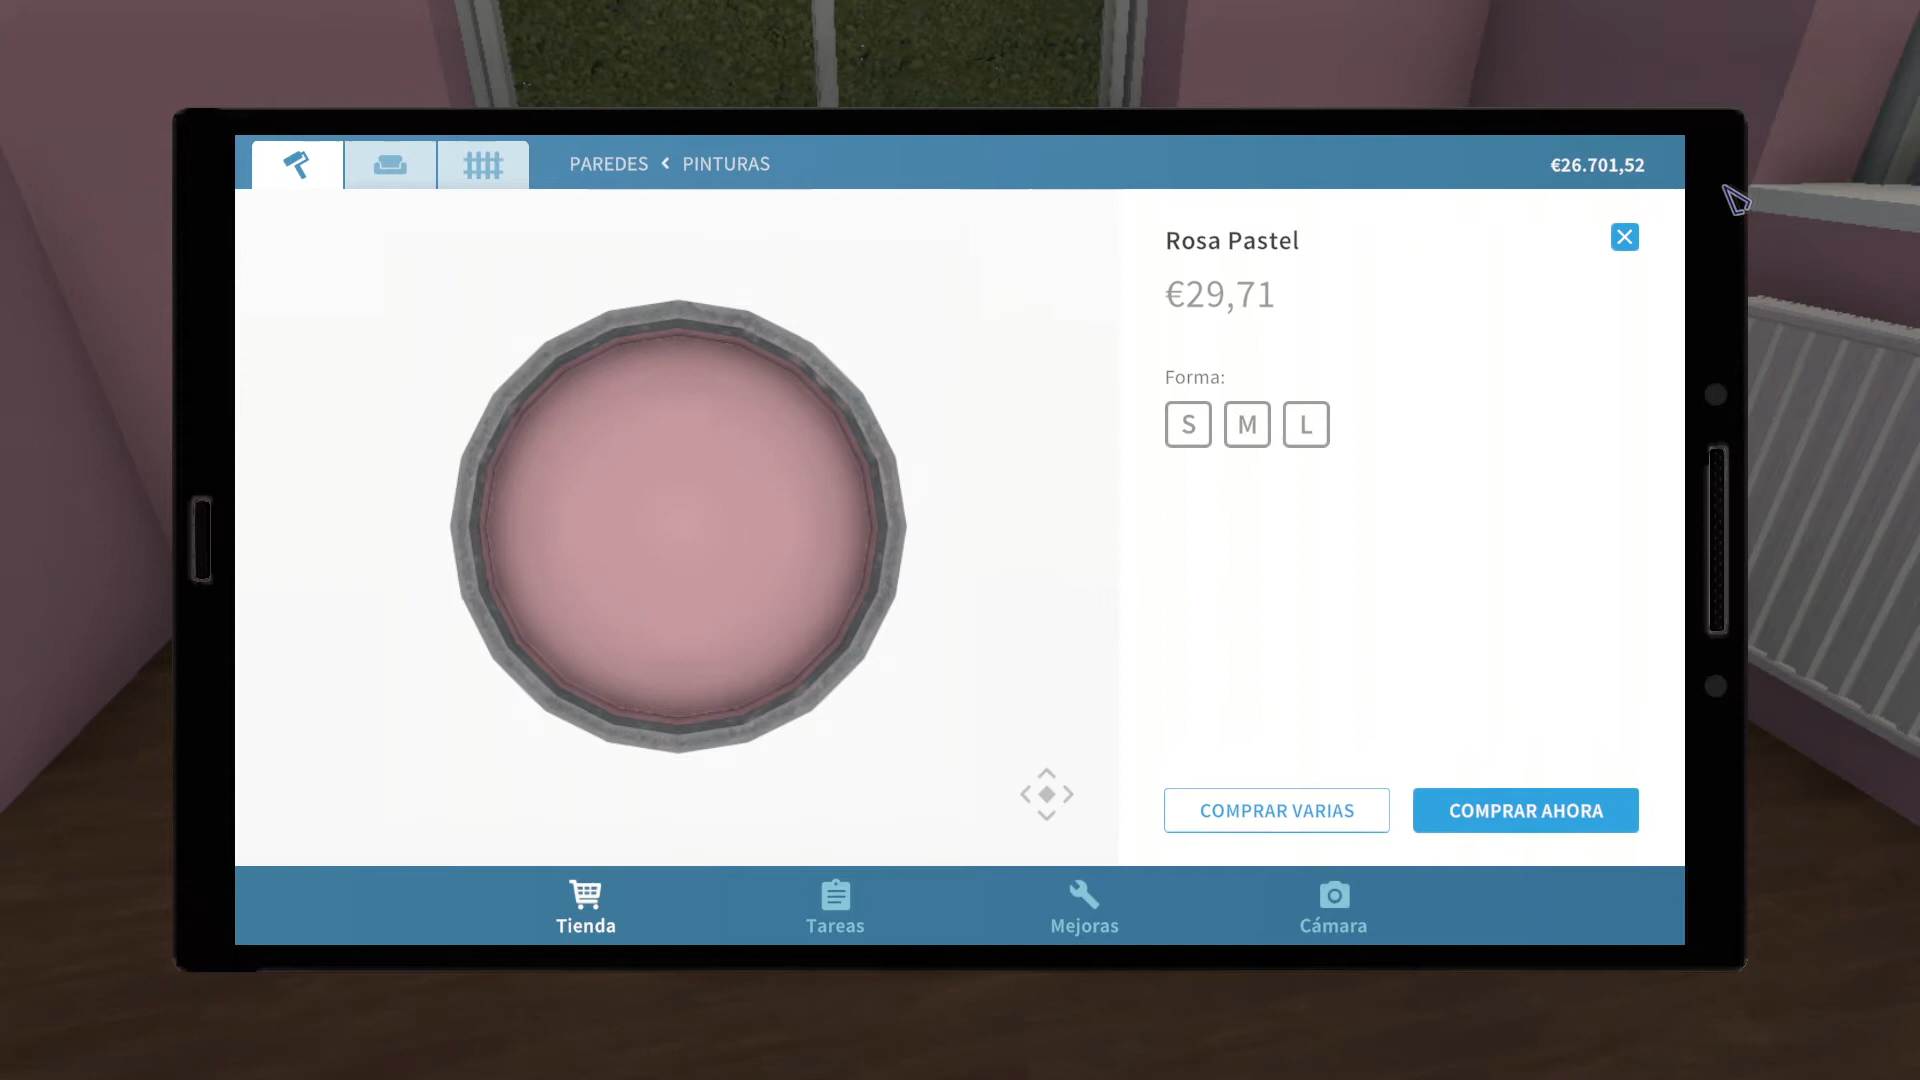 PAREDES < PINTURAS
€26.701,52
Rosa Pastel
€29,71
Forma:
S M L
COMPRAR VARIAS
COMPRAR AHORA
Tienda
Tareas
Mejoras
Cámara